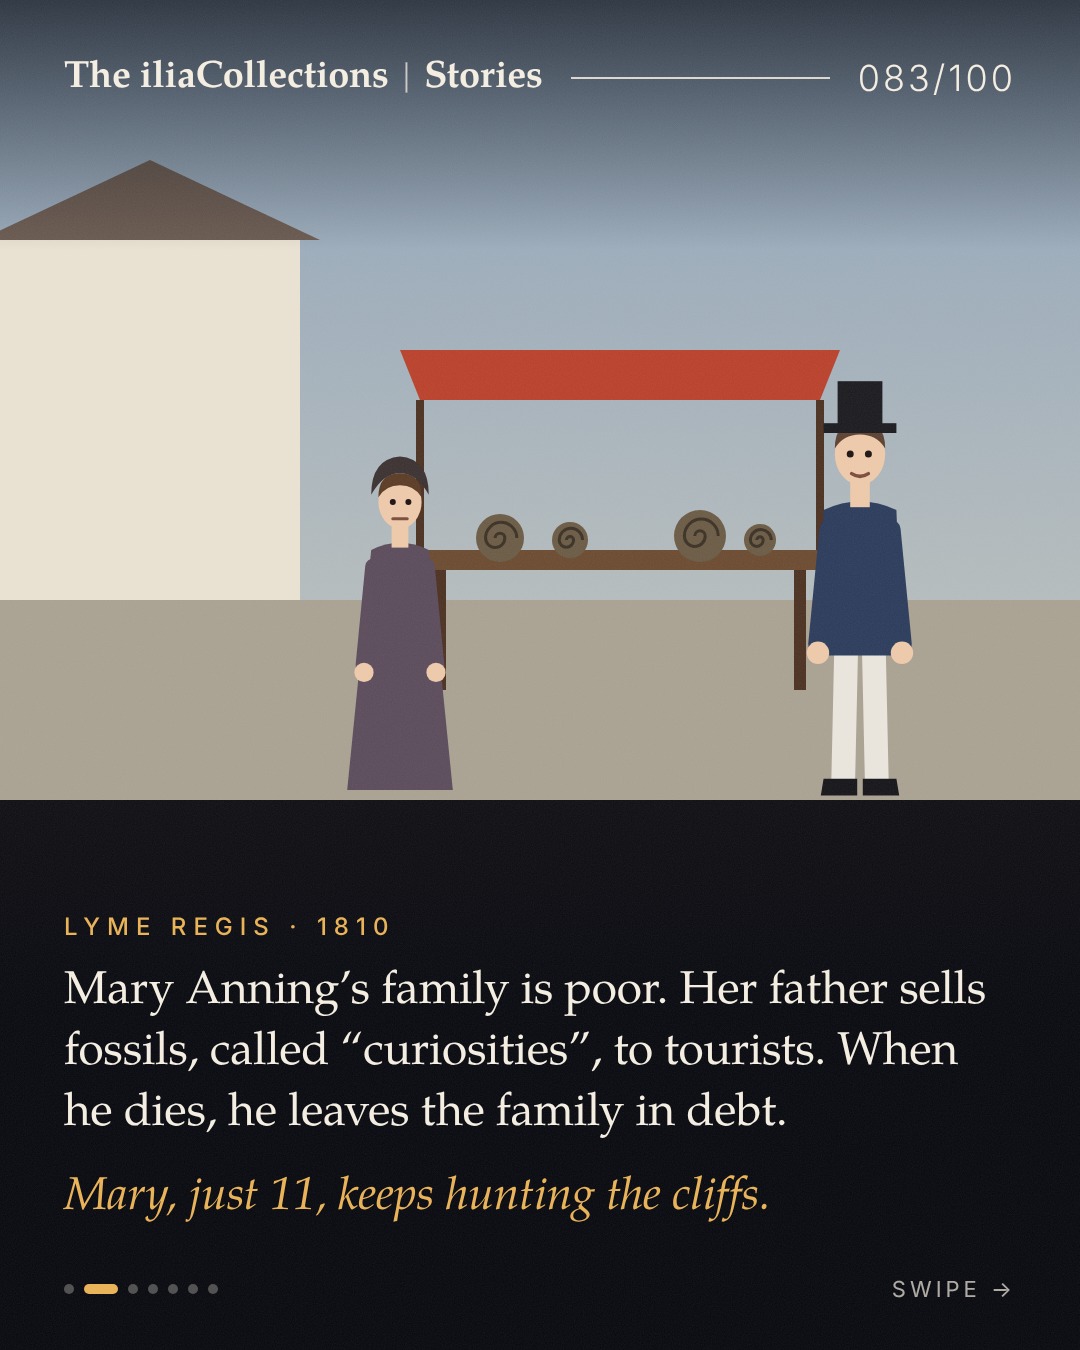 The iliaCollections | Stories
083/100
LYME REGIS · 1810
Mary Anning’s family is poor. Her father sells
fossils, called “curiosities”, to tourists. When
he dies, he leaves the family in debt.
Mary, just 11, keeps hunting the cliffs.
SWIPE →